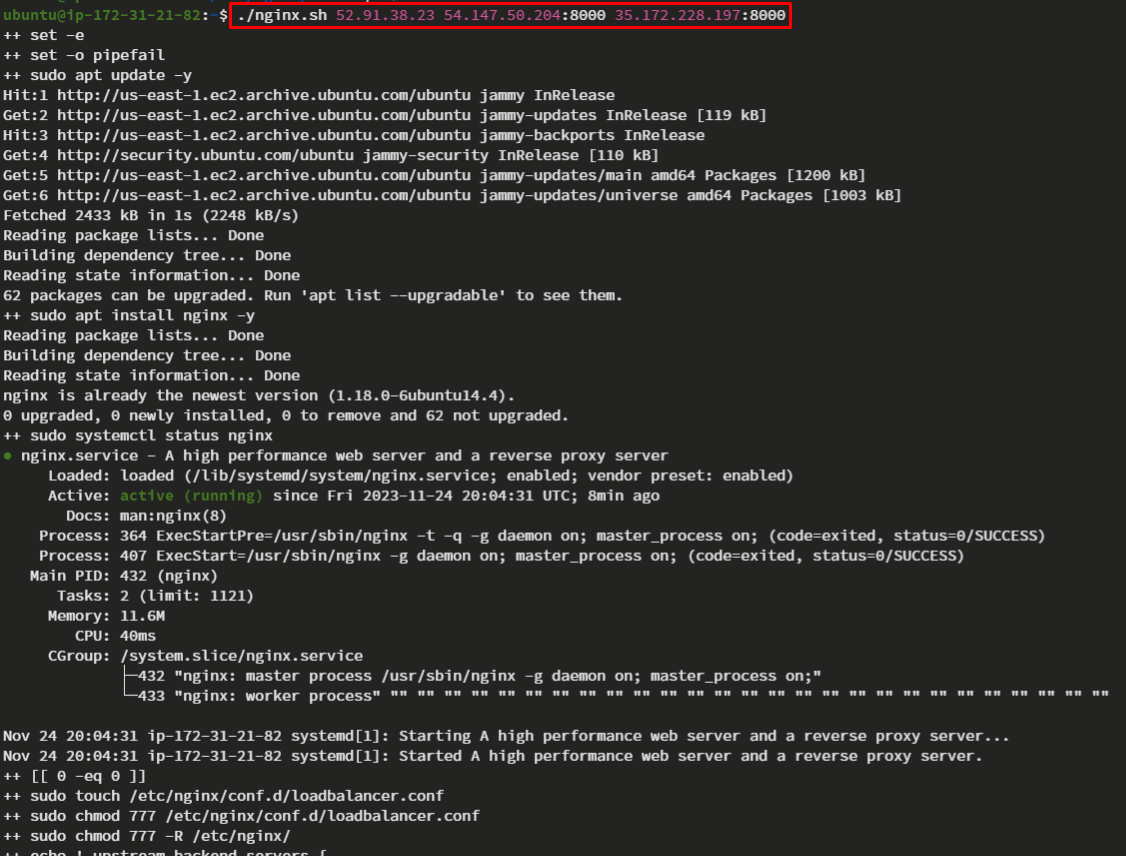 ubuntu@ip-172-31-21-82:~$ ./nginx.sh 52.91.38.23 54.147.50.204:8000 35.172.228.197:8000
++ set -e
++ set -o pipefail
++ sudo apt update -y
Hit:1 http://us-east-1.ec2.archive.ubuntu.com/ubuntu jammy InRelease
Get:2 http://us-east-1.ec2.archive.ubuntu.com/ubuntu jammy-updates InRelease [119 kB]
Hit:3 http://us-east-1.ec2.archive.ubuntu.com/ubuntu jammy-backports InRelease
Get:4 http://security.ubuntu.com/ubuntu jammy-security InRelease [110 kB]
Get:5 http://us-east-1.ec2.archive.ubuntu.com/ubuntu jammy-updates/main amd64 Packages [1200 kB]
Get:6 http://us-east-1.ec2.archive.ubuntu.com/ubuntu jammy-updates/universe amd64 Packages [1003 kB]
Fetched 2433 kB in 1s (2248 kB/s)
Reading package lists... Done
Building dependency tree... Done
Reading state information... Done
62 packages can be upgraded. Run 'apt list --upgradable' to see them.
++ sudo apt install nginx -y
Reading package lists... Done
Building dependency tree... Done
Reading state information... Done
nginx is already the newest version (1.18.0-6ubuntu14.4).
0 upgraded, 0 newly installed, 0 to remove and 62 not upgraded.
++ sudo systemctl status nginx
● nginx.service - A high performance web server and a reverse proxy server
Loaded: loaded (/lib/systemd/system/nginx.service; enabled; vendor preset: enabled)
Active: active (running) since Fri 2023-11-24 20:04:31 UTC; 8min ago
Docs: man:nginx(8)
Process: 364 ExecStartPre=/usr/sbin/nginx -t -q -g daemon on; master_process on; (code=exited, status=0/SUCCESS)
Process: 407 ExecStart=/usr/sbin/nginx -g daemon on; master_process on; (code=exited, status=0/SUCCESS)
Main PID: 432 (nginx)
Tasks: 2 (limit: 1121)
Memory: 11.6M
CPU: 40ms
CGroup: /system.slice/nginx.service
├─432 "nginx: master process /usr/sbin/nginx -g daemon on; master_process on;"
└─433 "nginx: worker process" "" "" "" "" "" "" "" "" "" "" "" "" "" "" "" "" "" "" "" "" "" "" "" "" "" "" ""
Nov 24 20:04:31 ip-172-31-21-82 systemd[1]: Starting A high performance web server and a reverse proxy server...
Nov 24 20:04:31 ip-172-31-21-82 systemd[1]: Started A high performance web server and a reverse proxy server.
++ [[ 0 -eq 0 ]]
++ sudo touch /etc/nginx/conf.d/loadbalancer.conf
++ sudo chmod 777 /etc/nginx/conf.d/loadbalancer.conf
++ sudo chmod 777 -R /etc/nginx/
++ echo ' upstream backend_servers {